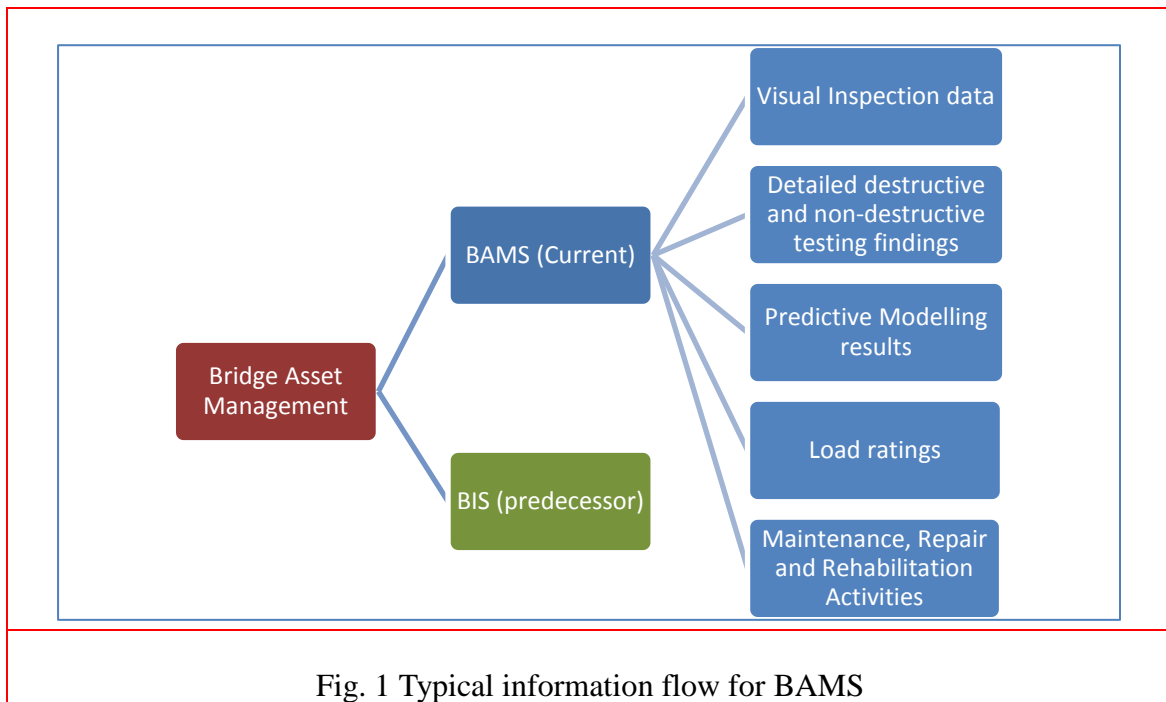 Visual Inspection data
Detailed destructive
and non-destructive
testing findings
BAMS (Current)
Predictive Modelling
results
Bridge Asset
Management
Load ratings
BIS (predecessor)
Maintenance, Repair
and Rehabilitation
Activities
Fig. 1 Typical information flow for BAMS